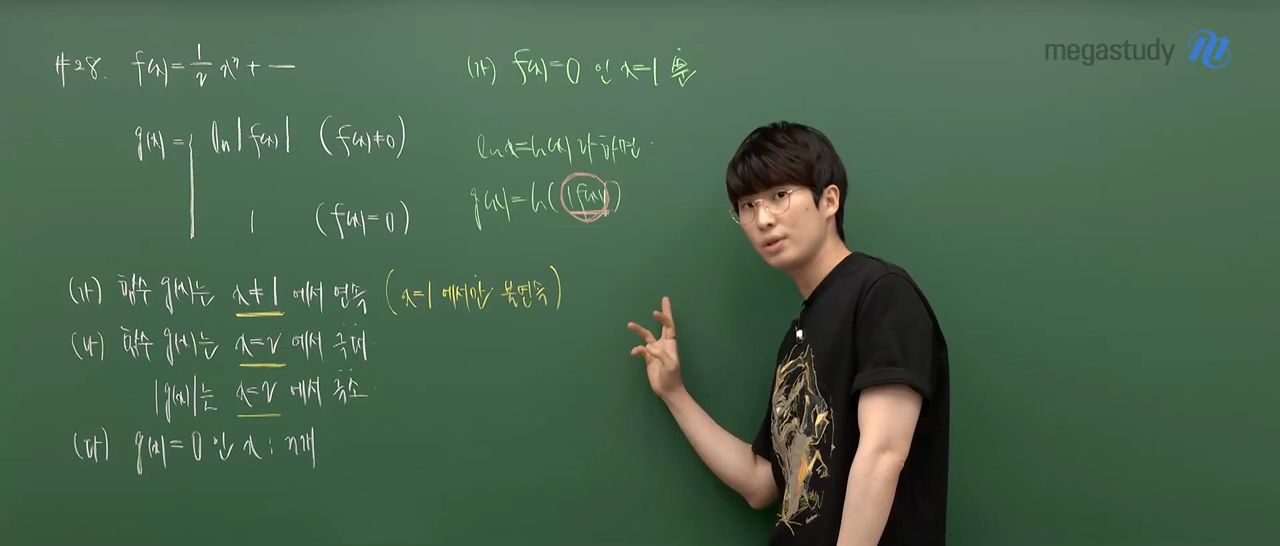 megastudy
#28. f(x)=1/2 xⁿ+ —
g(x)= ln|f(x)| (f(x)≠0)
1 (f(x)=0)
(가) 함수 g(x)는 x≠1 에서 연속 (x=1 에서만 불연속)
(나) 함수 g(x)는 x=2 에서 극대
|g(x)|는 x=2 에서 극소
(다) g(x)=0 인 x : n개
(가) f(x)=0 인 x=1 뿐
ln x=h(x)라 하면
g(x)=h(|f(x)|)